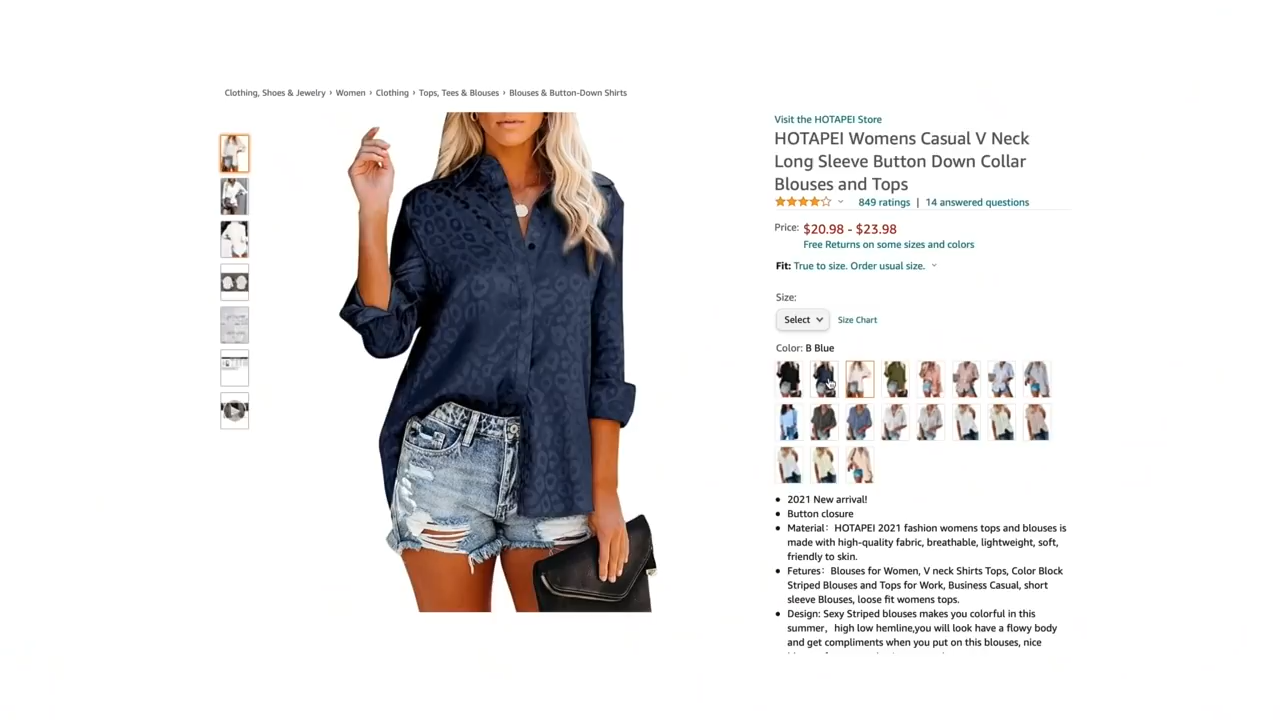 Clothing, Shoes & Jewelry › Women › Clothing › Tops, Tees & Blouses › Blouses & Button-Down Shirts
Visit the HOTAPEI Store
HOTAPEI Womens Casual V Neck
Long Sleeve Button Down Collar
Blouses and Tops
849 ratings | 14 answered questions
Price: $20.98 - $23.98
Free Returns on some sizes and colors
Fit: True to size. Order usual size.
Size:
Select Size Chart
Color: B Blue
• 2021 New arrival!
• Button closure
• Material：HOTAPEI 2021 fashion womens tops and blouses is
made with high-quality fabric, breathable, lightweight, soft,
friendly to skin.
• Fetures：Blouses for Women, V neck Shirts Tops, Color Block
Striped Blouses and Tops for Work, Business Casual, short
sleeve Blouses, loose fit womens tops.
• Design: Sexy Striped blouses makes you colorful in this
summer，high low hemline,you will look have a flowy body
and get compliments when you put on this blouses, nice